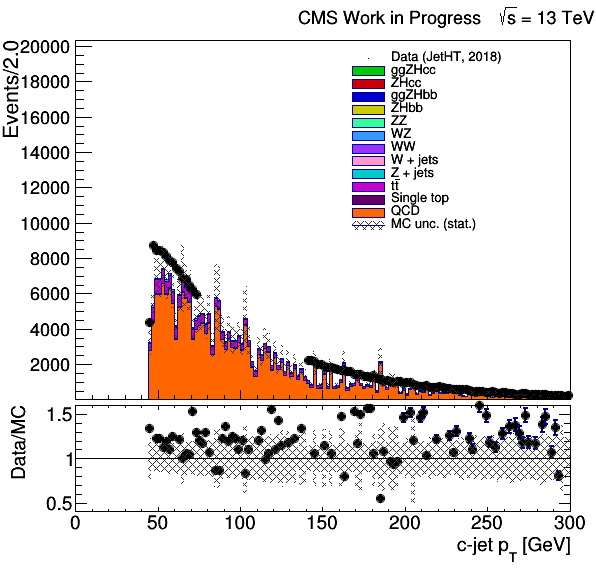 CMS Work in Progress √s = 13 TeV
Events/2.0
20000
18000
16000
14000
12000
10000
8000
6000
4000
2000
Data (JetHT, 2018)
ggZHcc
ZHcc
ggZHbb
ZHbb
ZZ
WZ
WW
W + jets
Z + jets
tt̅
Single top
QCD
MC unc. (stat.)
Data/MC
1.5
1
0.5
0 50 100 150 200 250 300
c-jet p_T [GeV]